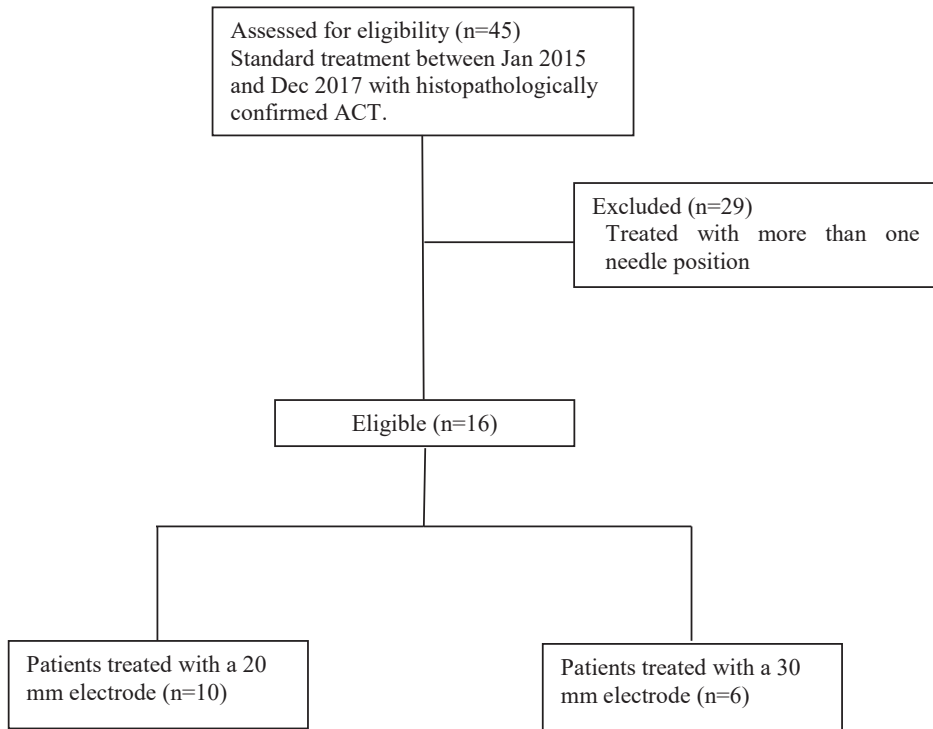 Assessed for eligibility (n=45)
Standard treatment between Jan 2015
and Dec 2017 with histopathologically
confirmed ACT.
Excluded (n=29)
Treated with more than one
needle position
Eligible (n=16)
Patients treated with a 20
mm electrode (n=10)
Patients treated with a 30
mm electrode (n=6)